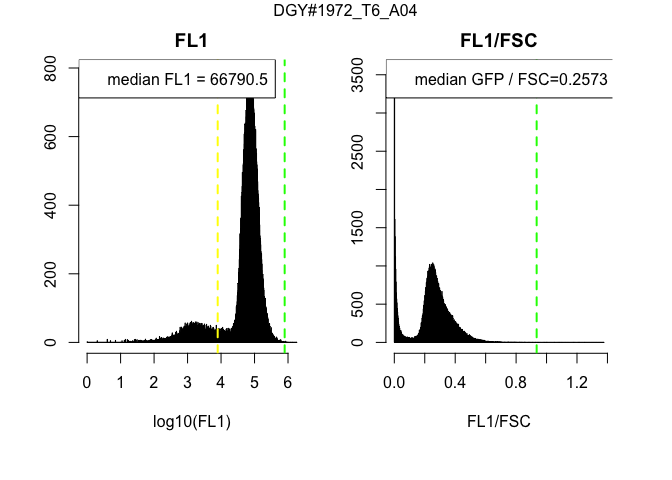 DGY#1972_T6_A04
FL1
median FL1 = 66790.5
800
600
400
200
0
0 1 2 3 4 5 6
log10(FL1)
FL1/FSC
median GFP / FSC=0.2573
3500
2500
1500
500
0
0.0 0.4 0.8 1.2
FL1/FSC